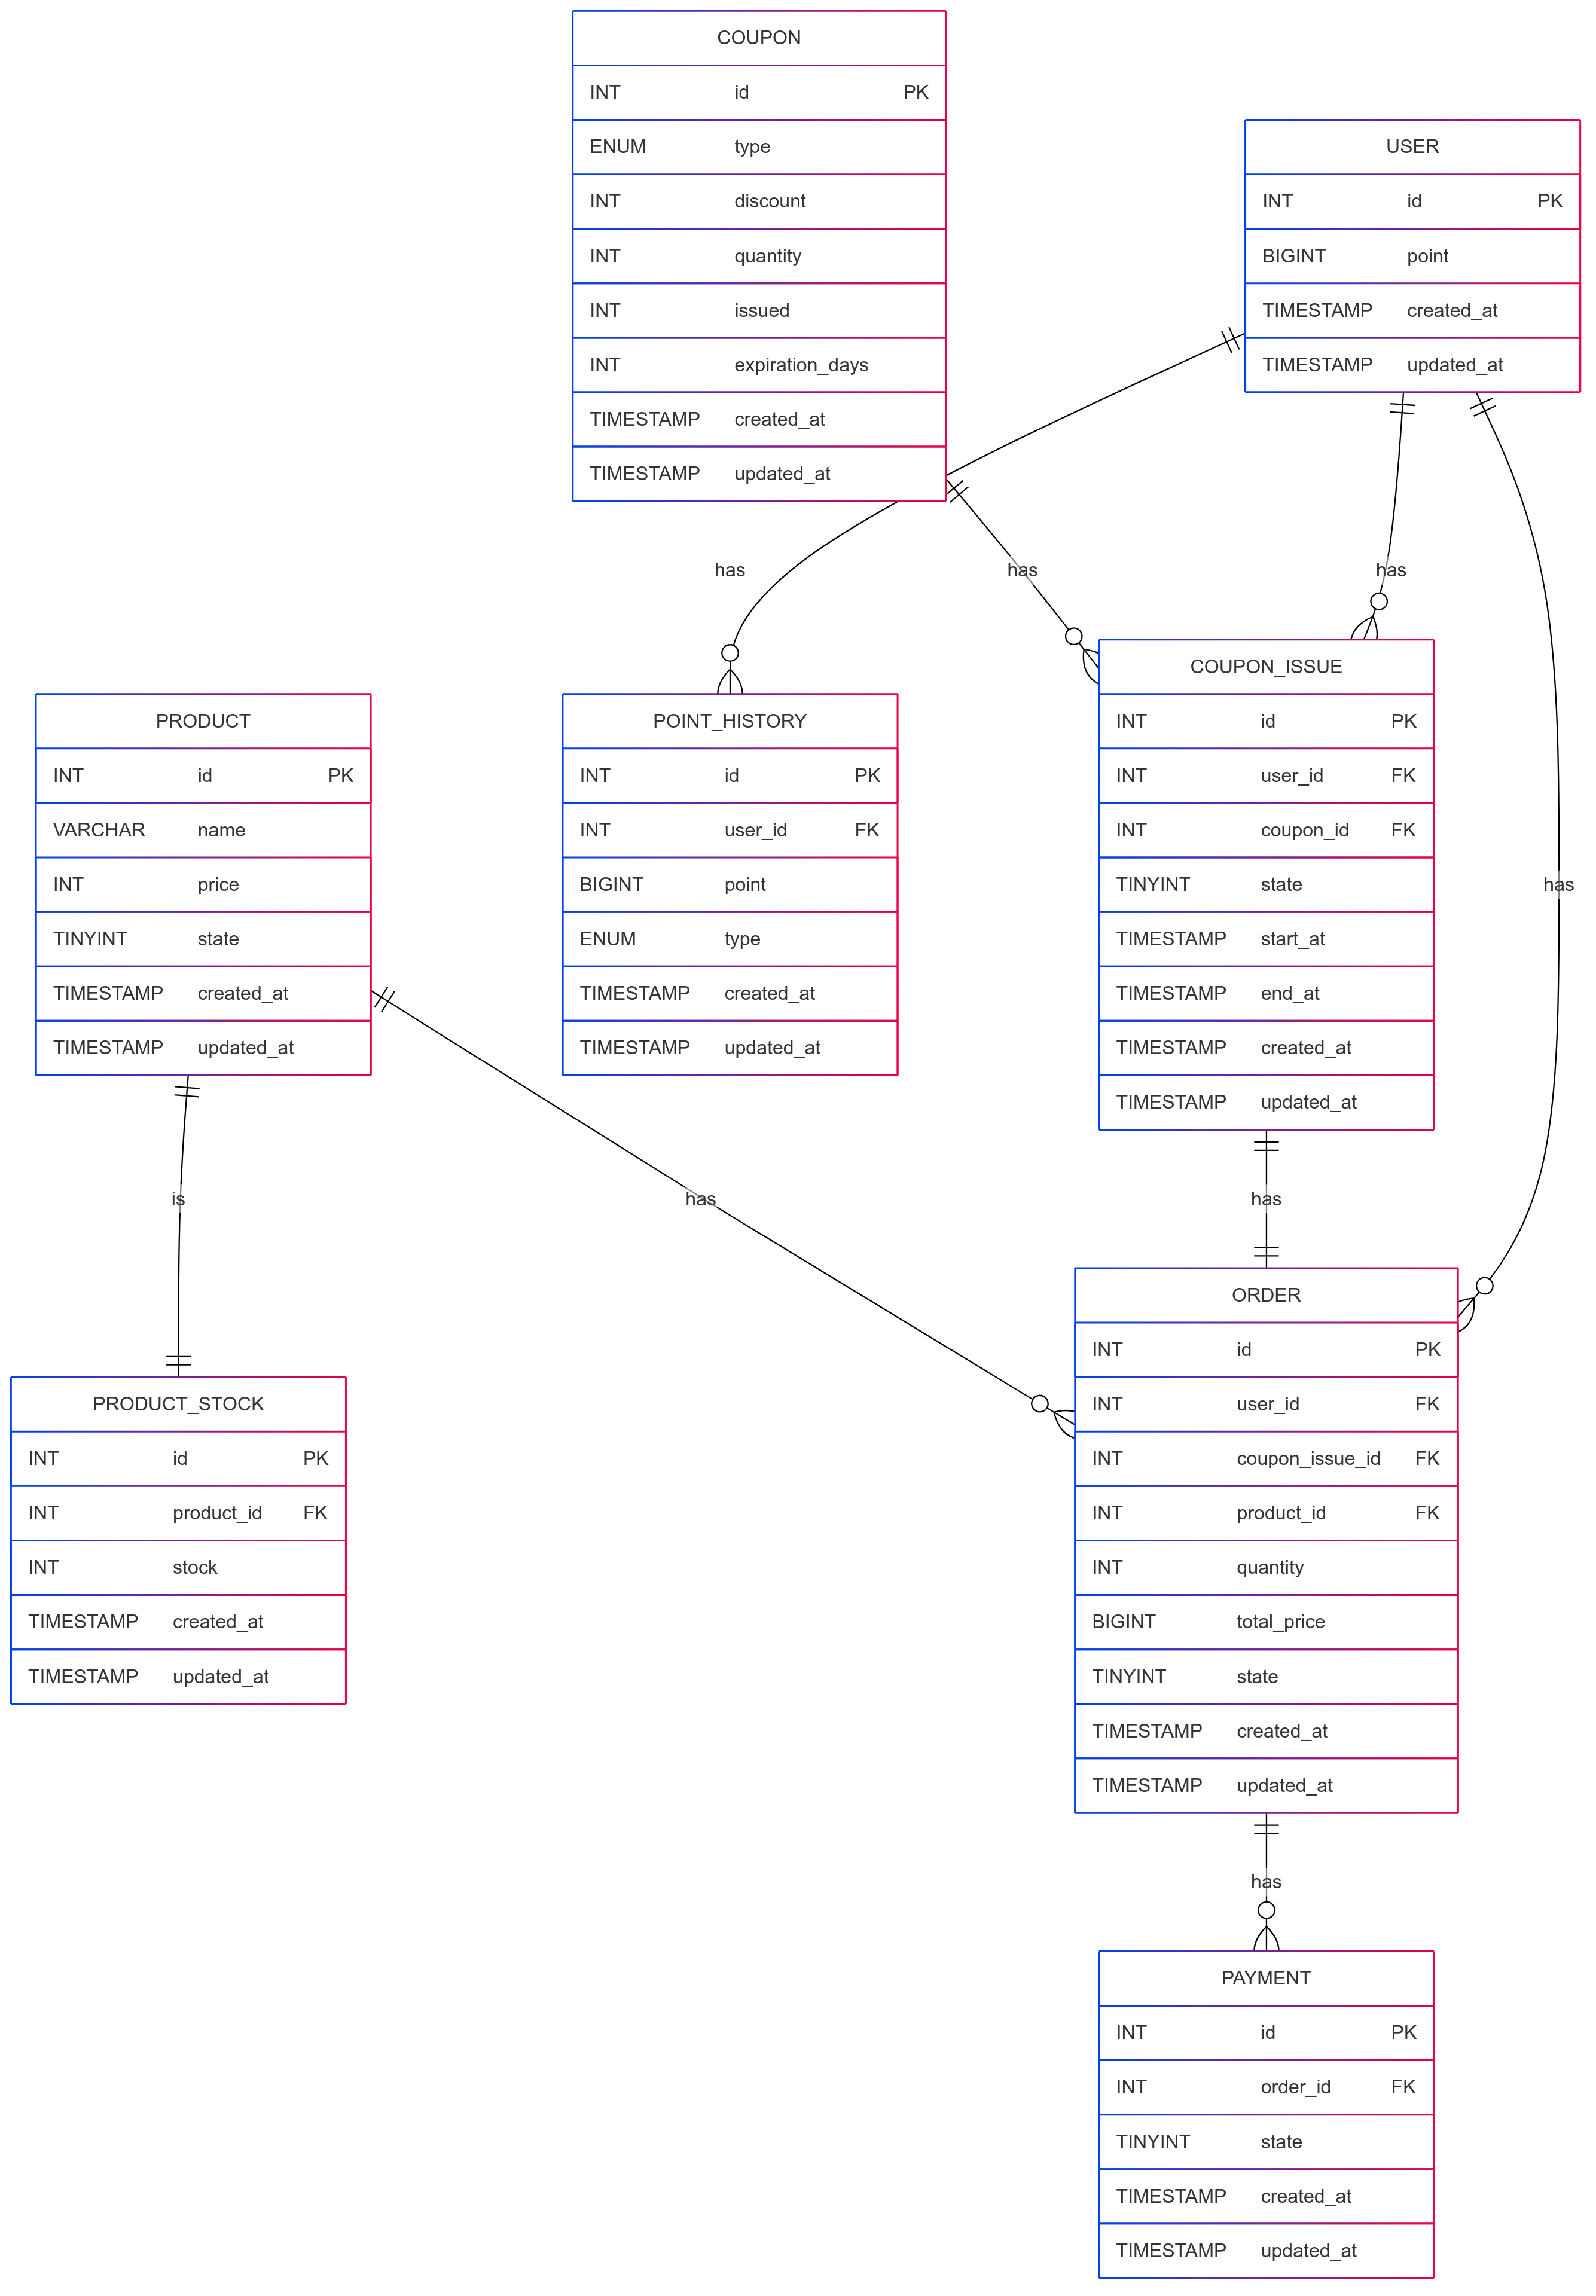 COUPON
INT id PK
ENUM type
INT discount
INT quantity
INT issued
INT expiration_days
TIMESTAMP created_at
TIMESTAMP updated_at
USER
INT id PK
BIGINT point
TIMESTAMP created_at
TIMESTAMP updated_at
has
has
has
PRODUCT
INT id PK
VARCHAR name
INT price
TINYINT state
TIMESTAMP created_at
TIMESTAMP updated_at
POINT_HISTORY
INT id PK
INT user_id FK
BIGINT point
ENUM type
TIMESTAMP created_at
TIMESTAMP updated_at
COUPON_ISSUE
INT id PK
INT user_id FK
INT coupon_id FK
TINYINT state
TIMESTAMP start_at
TIMESTAMP end_at
TIMESTAMP created_at
TIMESTAMP updated_at
has
is
has
has
PRODUCT_STOCK
INT id PK
INT product_id FK
INT stock
TIMESTAMP created_at
TIMESTAMP updated_at
ORDER
INT id PK
INT user_id FK
INT coupon_issue_id FK
INT product_id FK
INT quantity
BIGINT total_price
TINYINT state
TIMESTAMP created_at
TIMESTAMP updated_at
has
PAYMENT
INT id PK
INT order_id FK
TINYINT state
TIMESTAMP created_at
TIMESTAMP updated_at